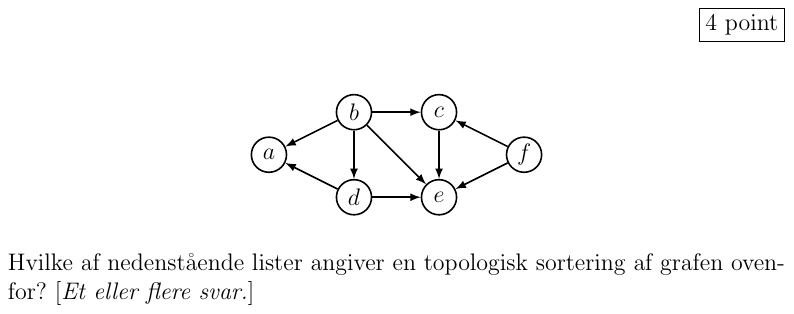 4 point
b
c
a
f
d
e
Hvilke af nedenstående lister angiver en topologisk sortering af grafen oven-
for? [Et eller flere svar.]